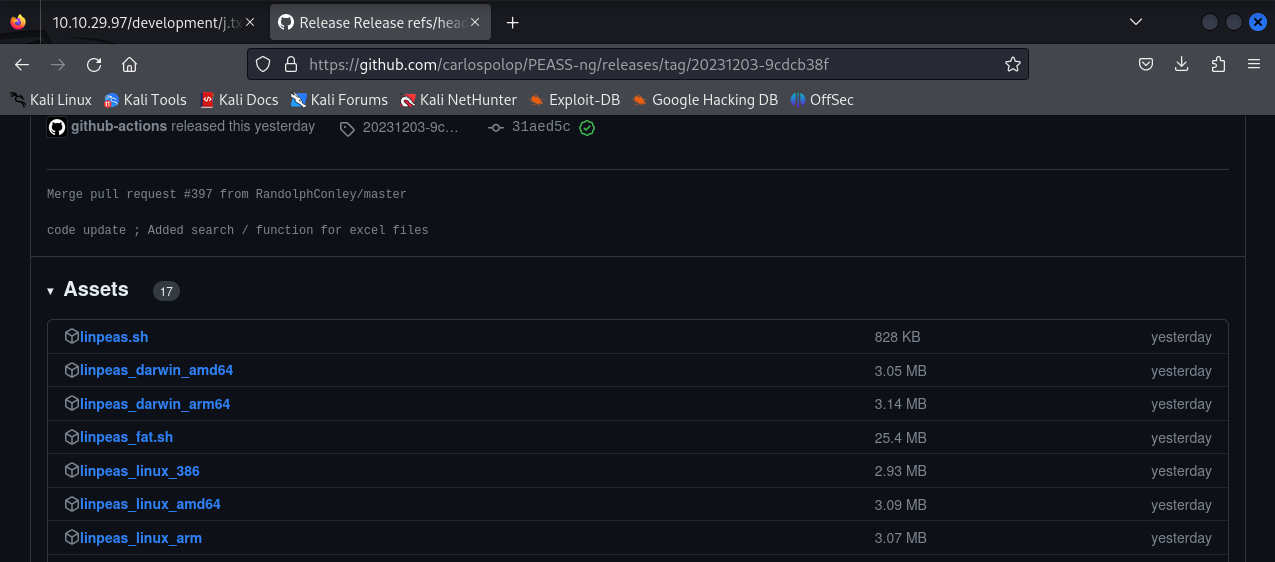 10.10.29.97/development/j.tx
Release Release refs/head
https://github.com/carlospolop/PEASS-ng/releases/tag/20231203-9cdcb38f
Kali Linux Kali Tools Kali Docs Kali Forums Kali NetHunter Exploit-DB Google Hacking DB OffSec
github-actions released this yesterday 20231203-9c... 31aed5c
Merge pull request #397 from RandolphConley/master
code update ; Added search / function for excel files
Assets 17
linpeas.sh 828 KB yesterday
linpeas_darwin_amd64 3.05 MB yesterday
linpeas_darwin_arm64 3.14 MB yesterday
linpeas_fat.sh 25.4 MB yesterday
linpeas_linux_386 2.93 MB yesterday
linpeas_linux_amd64 3.09 MB yesterday
linpeas_linux_arm 3.07 MB yesterday